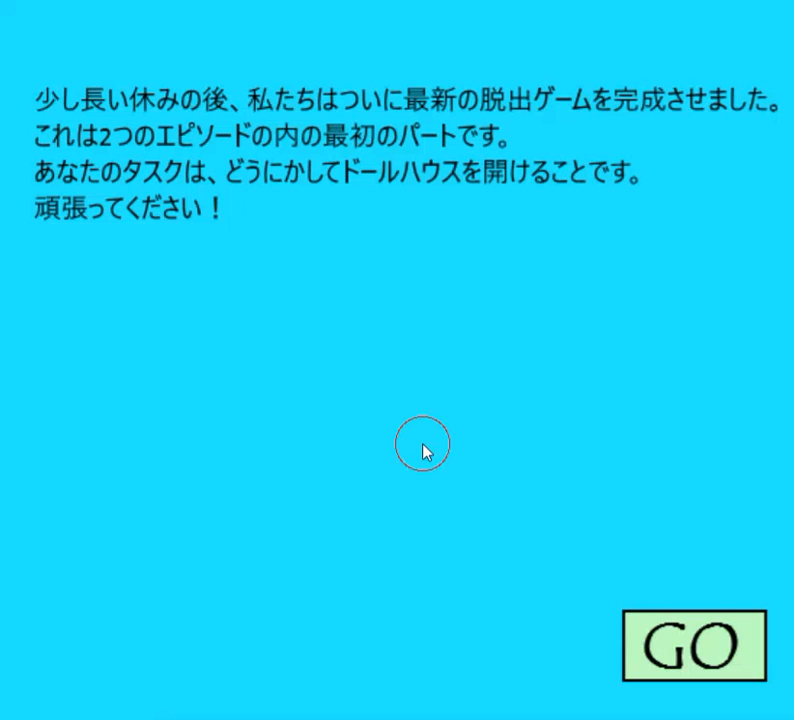 少し長い休みの後、私たちはついに最新の脱出ゲームを完成させました。
これは2つのエピソードの内の最初のパートです。
あなたのタスクは、どうにかしてドールハウスを開けることです。
頑張ってください！
GO